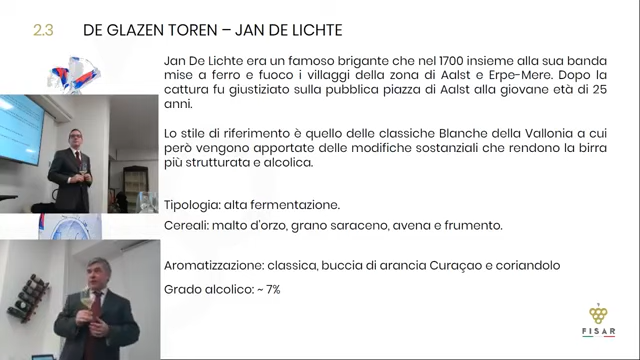 2.3 DE GLAZEN TOREN – JAN DE LICHTE
Jan De Lichte era un famoso brigante che nel 1700 insieme alla sua banda
mise a ferro e fuoco i villaggi della zona di Aalst e Erpe-Mere. Dopo la
cattura fu giustiziato sulla pubblica piazza di Aalst alla giovane età di 25
anni.
Lo stile di riferimento è quello delle classiche Blanche della Vallonia a cui
però vengono apportate delle modifiche sostanziali che rendono la birra
più strutturata e alcolica.
Tipologia: alta fermentazione.
Cereali: malto d'orzo, grano saraceno, avena e frumento.
Aromatizzazione: classica, buccia di arancia Curaçao e coriandolo
Grado alcolico: ~ 7%
FISAR